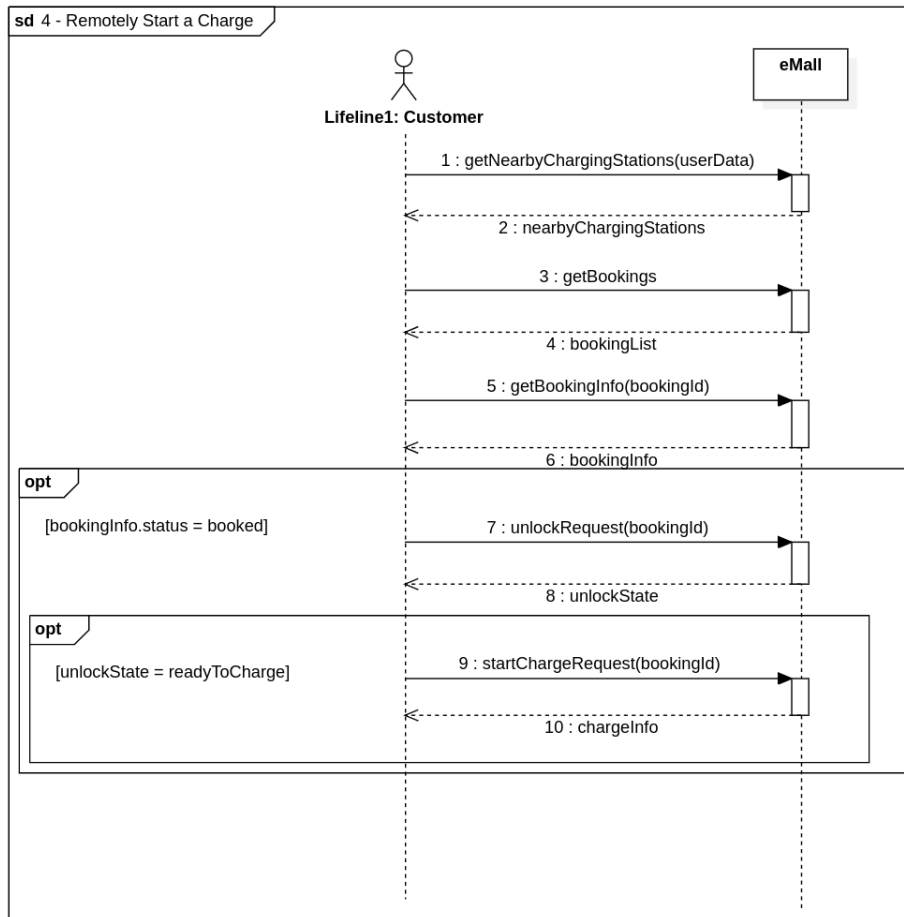 sd 4 - Remotely Start a Charge
eMall
Lifeline1: Customer
1 : getNearbyChargingStations(userData)
2 : nearbyChargingStations
3 : getBookings
4 : bookingList
5 : getBookingInfo(bookingId)
6 : bookingInfo
opt
[bookingInfo.status = booked]
7 : unlockRequest(bookingId)
8 : unlockState
opt
[unlockState = readyToCharge]
9 : startChargeRequest(bookingId)
10 : chargeInfo